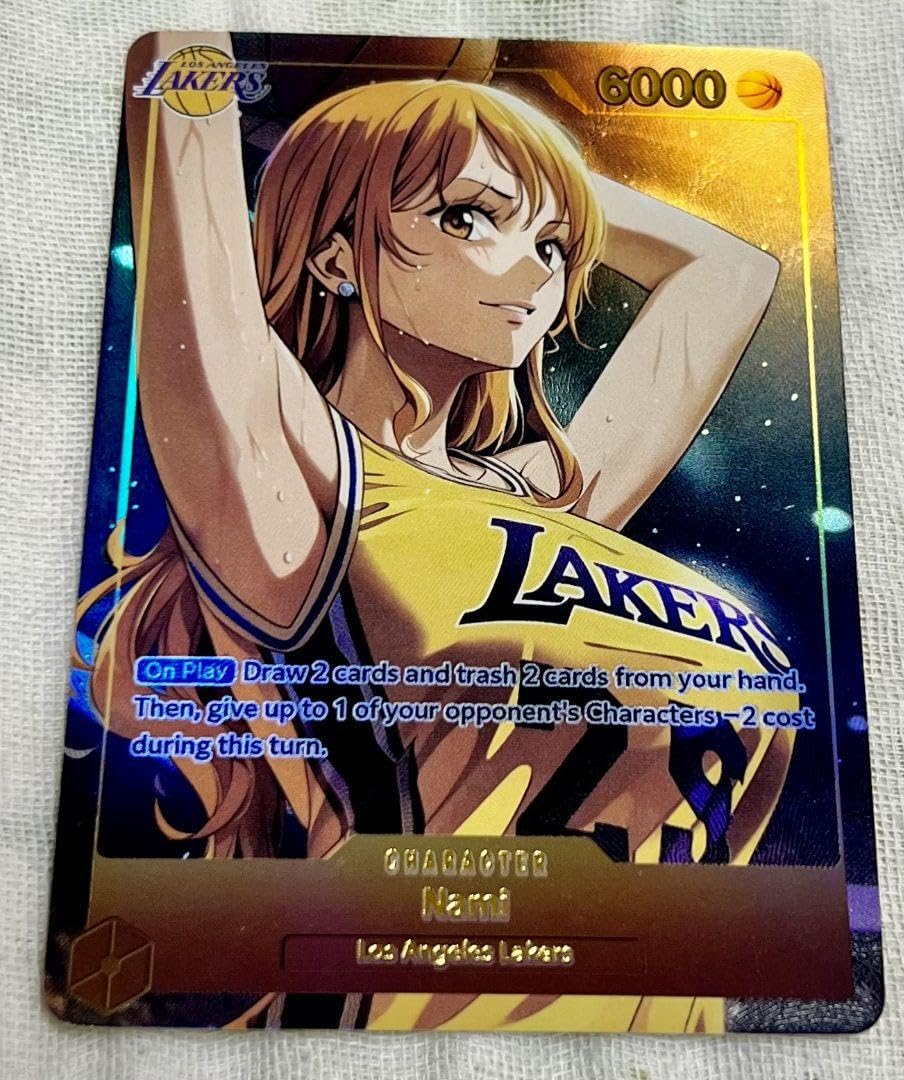 LOS ANGELES
LAKERS
6000
LAKERS
On Play Draw 2 cards and trash 2 cards from your hand.
Then, give up to 1 of your opponent's Characters −2 cost
during this turn.
CHARACTER
Nami
Los Angeles Lakers